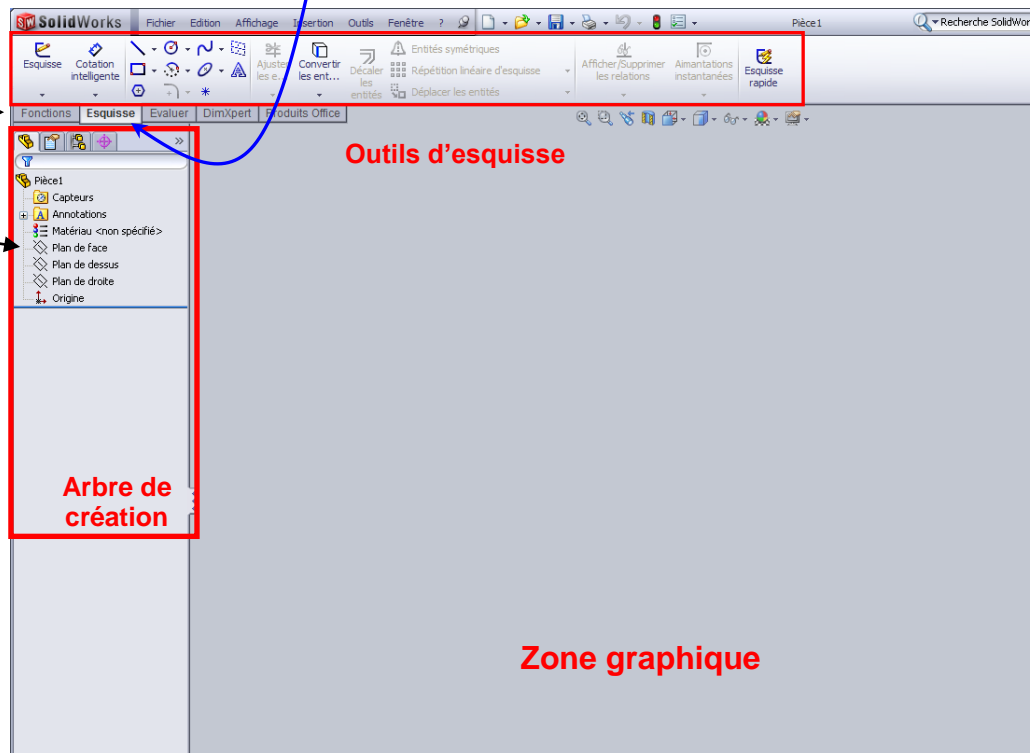 SolidWorks Fichier Edition Affichage Insertion Outils Fenêtre ? Pièce1 Recherche SolidWor
Esquisse
Cotation
intelligente
Ajuster
les e...
Convertir
les ent...
Décaler
les
entités
Entités symétriques
Répétition linéaire d'esquisse
Déplacer les entités
Afficher/Supprimer
les relations
Aimantations
instantanées
Esquisse
rapide
Fonctions Esquisse Evaluer DimXpert Produits Office
Outils d'esquisse
Pièce1
Capteurs
Annotations
Matériau <non spécifié>
Plan de face
Plan de dessus
Plan de droite
Origine
Arbre de
création
Zone graphique